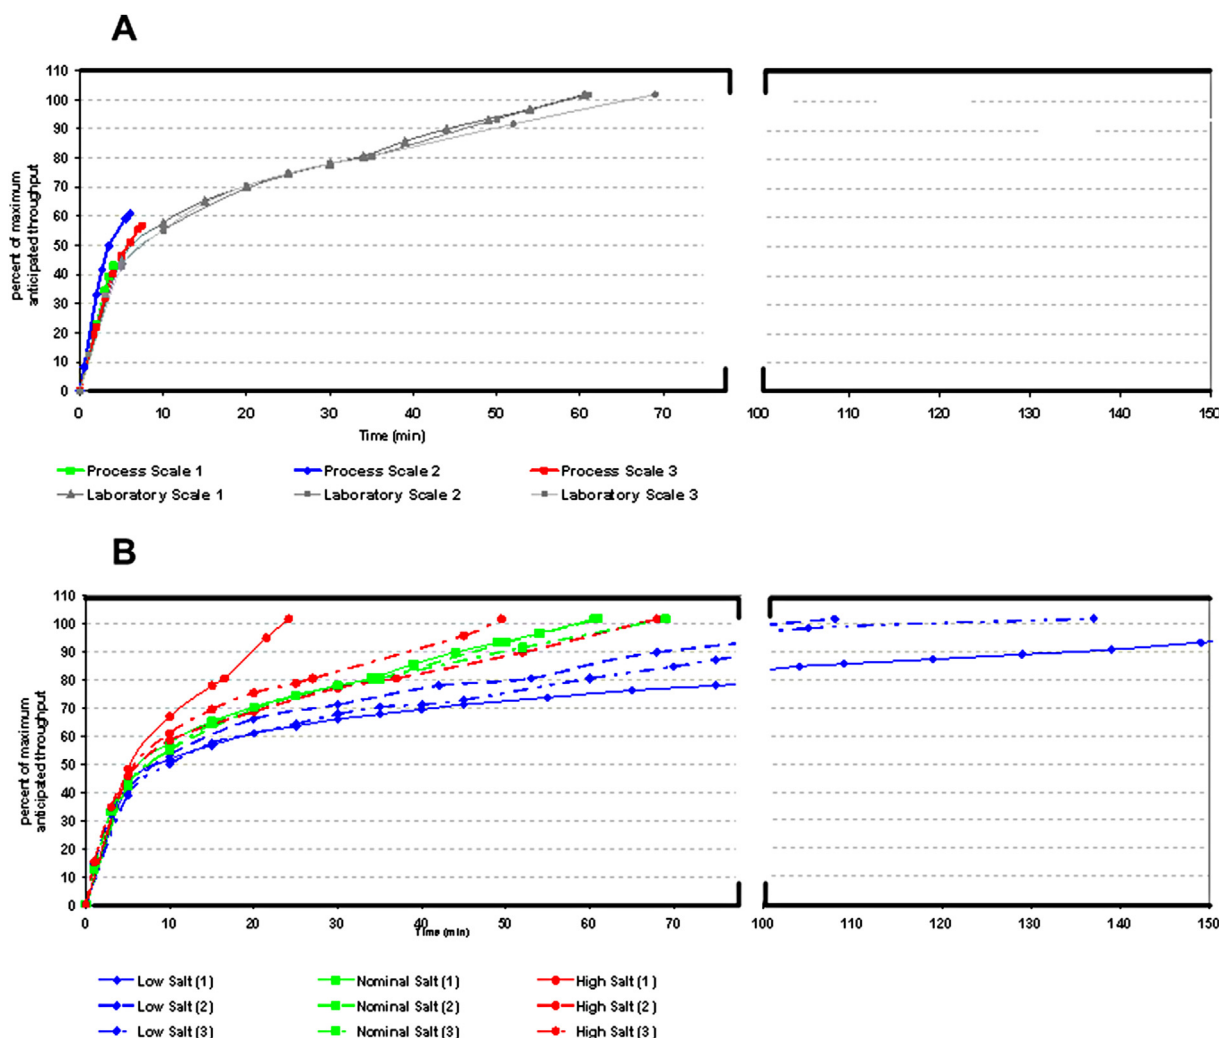 A
percent of maximum
anticipated throughput
110
100
90
80
70
60
50
40
30
20
10
0
0 10 20 30 40 50 60 70 100 110 120 130 140 150
Time (min)
Process Scale 1 Process Scale 2 Process Scale 3
Laboratory Scale 1 Laboratory Scale 2 Laboratory Scale 3
B
percent of maximum
anticipated throughput
110
100
90
80
70
60
50
40
30
20
10
0
0 10 20 30 40 50 60 70 100 110 120 130 140 150
Time (min)
Low Salt (1) Nominal Salt (1) High Salt (1)
Low Salt (2) Nominal Salt (2) High Salt (2)
Low Salt (3) Nominal Salt (3) High Salt (3)